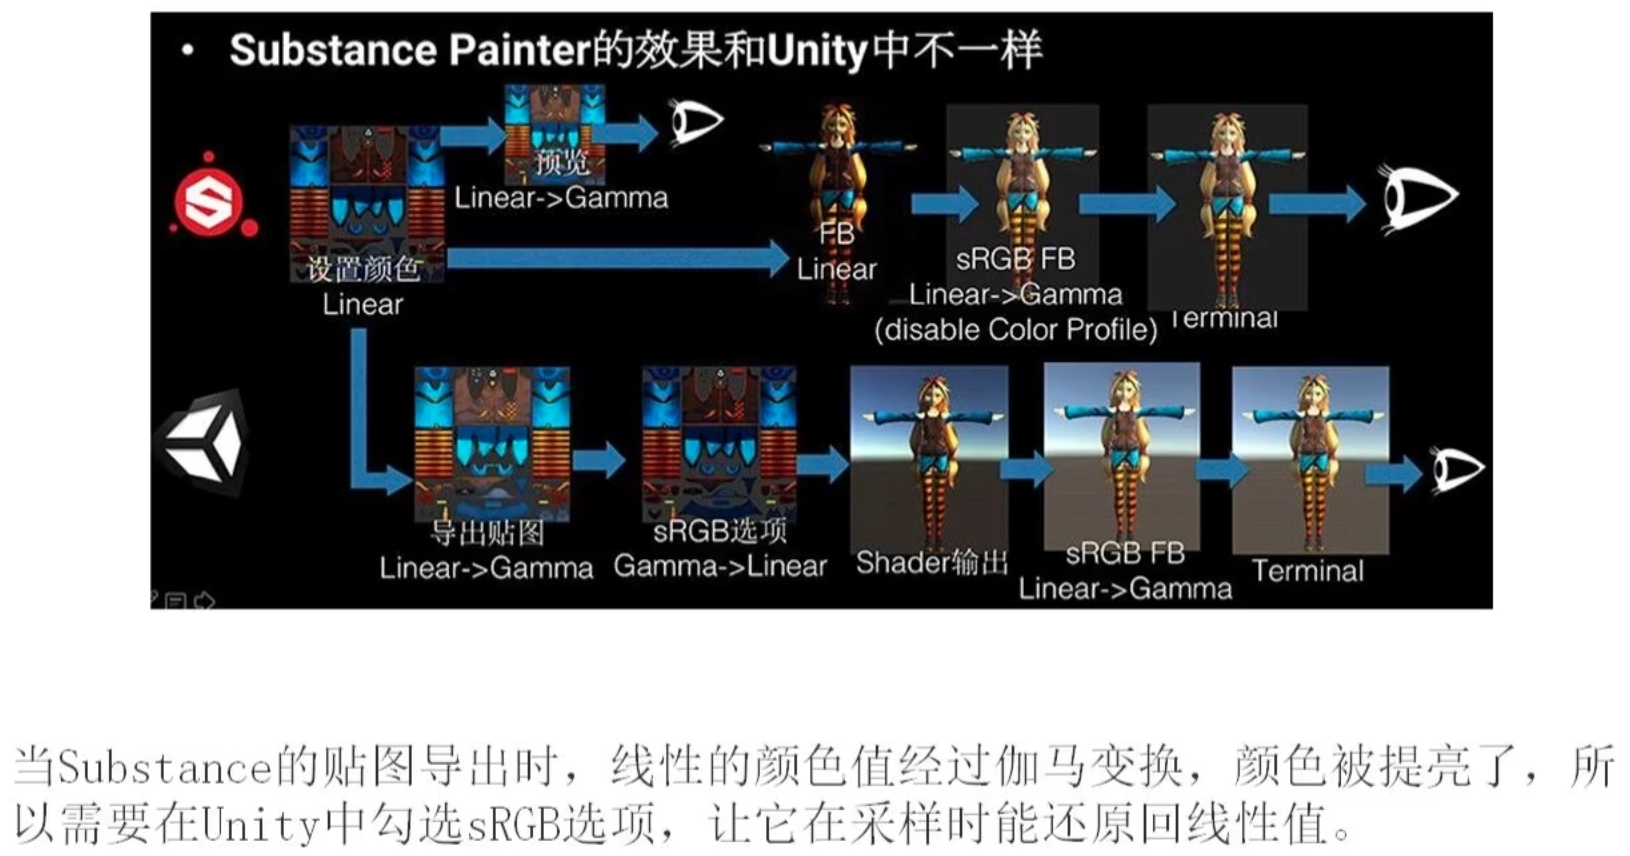 • Substance Painter的效果和Unity中不一样
预览
Linear->Gamma
设置颜色
Linear
FB
Linear
sRGB FB
Linear->Gamma
(disable Color Profile)
Terminal
导出贴图
Linear->Gamma
sRGB选项
Gamma->Linear
Shader输出
sRGB FB
Linear->Gamma
Terminal
当Substance的贴图导出时，线性的颜色值经过伽马变换，颜色被提亮了，所
以需要在Unity中勾选sRGB选项，让它在采样时能还原回线性值。